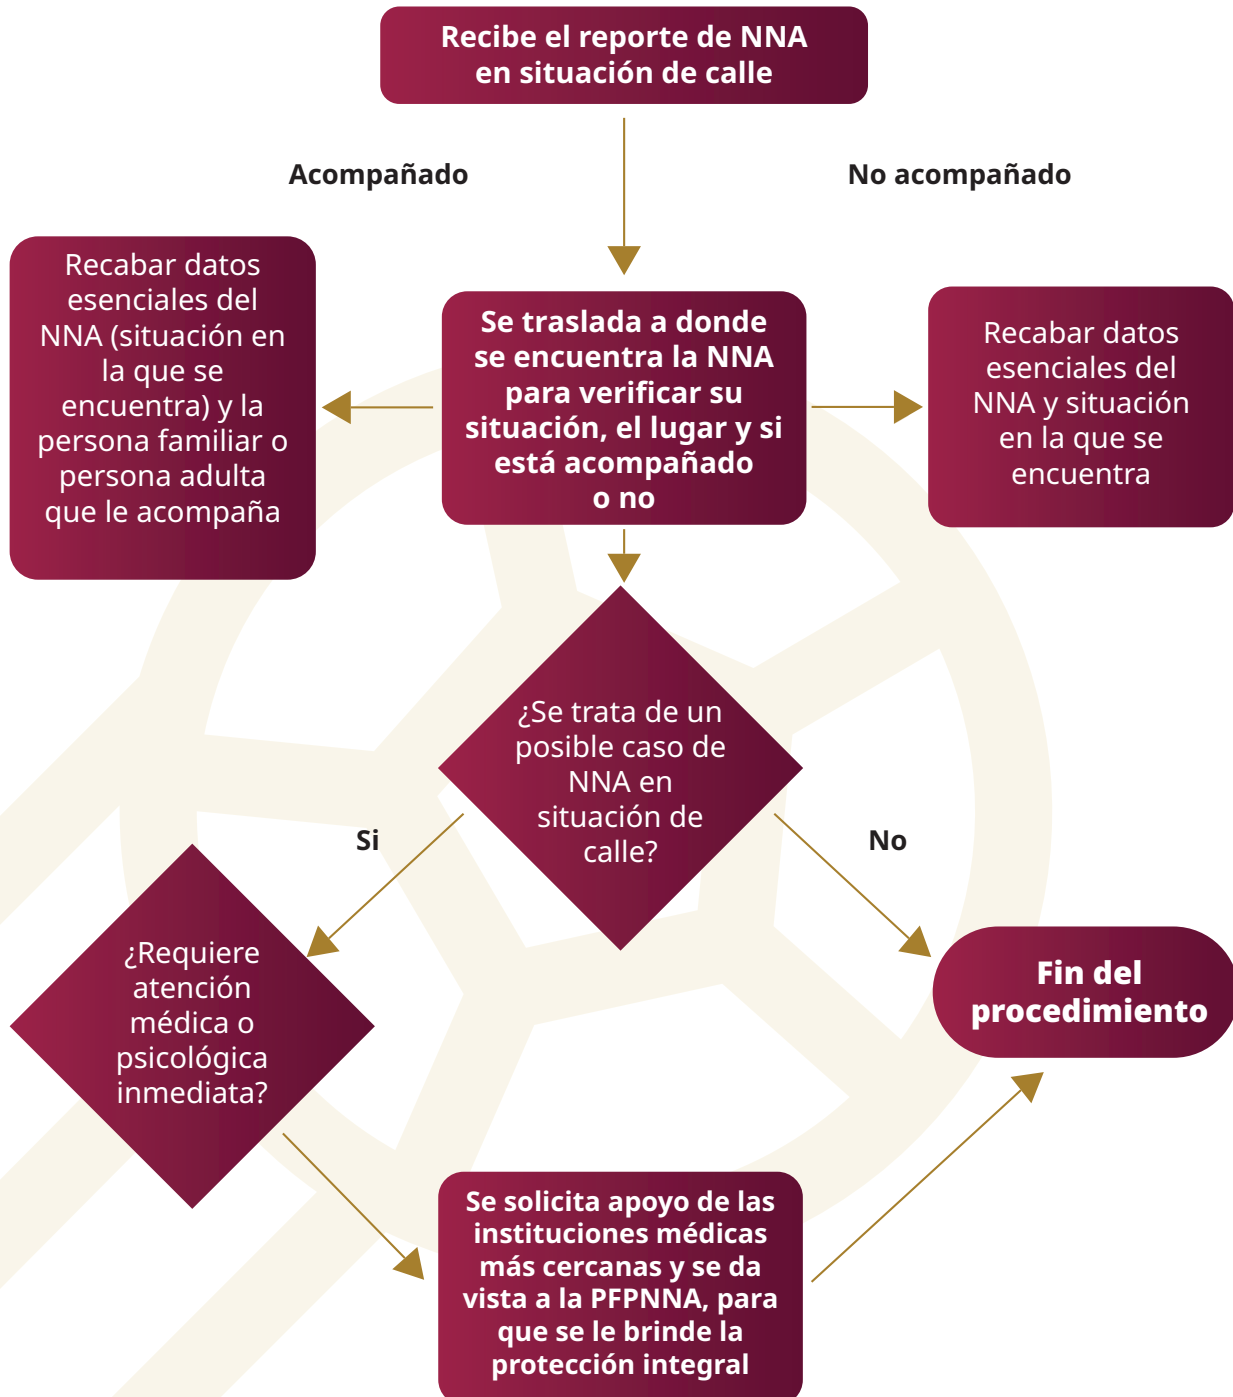 Recibe el reporte de NNA
en situación de calle
Acompañado
No acompañado
Recabar datos
esenciales del
NNA (situación en
la que se
encuentra) y la
persona familiar o
persona adulta
que le acompaña
Se traslada a donde
se encuentra la NNA
para verificar su
situación, el lugar y si
está acompañado
o no
Recabar datos
esenciales del
NNA y situación
en la que se
encuentra
¿Se trata de un
posible caso de
NNA en
situación de
calle?
Si
No
¿Requiere
atención
médica o
psicológica
inmediata?
Fin del
procedimiento
Se solicita apoyo de las
instituciones médicas
más cercanas y se da
vista a la PFPNNA, para
que se le brinde la
protección integral